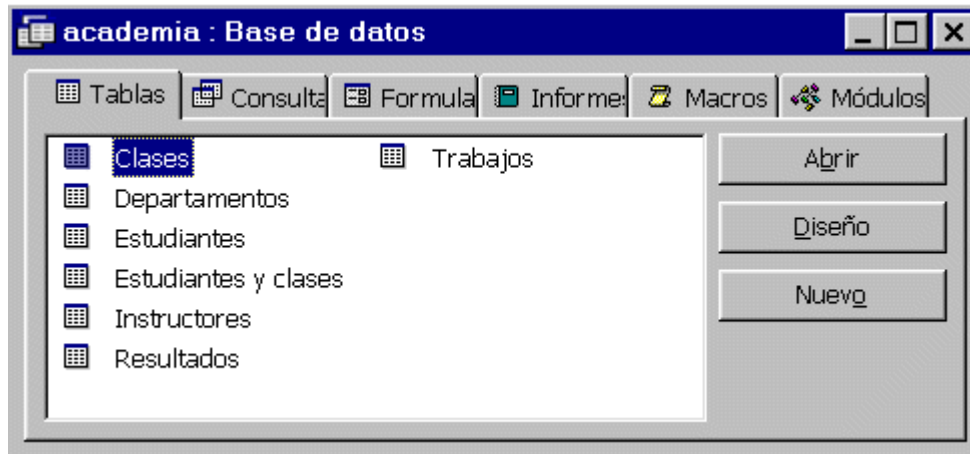 academia : Base de datos
Tablas Consulta Formula Informe: Macros Módulos
Clases Trabajos Abrir
Departamentos
Estudiantes Diseño
Estudiantes y clases
Instructores Nuevo
Resultados